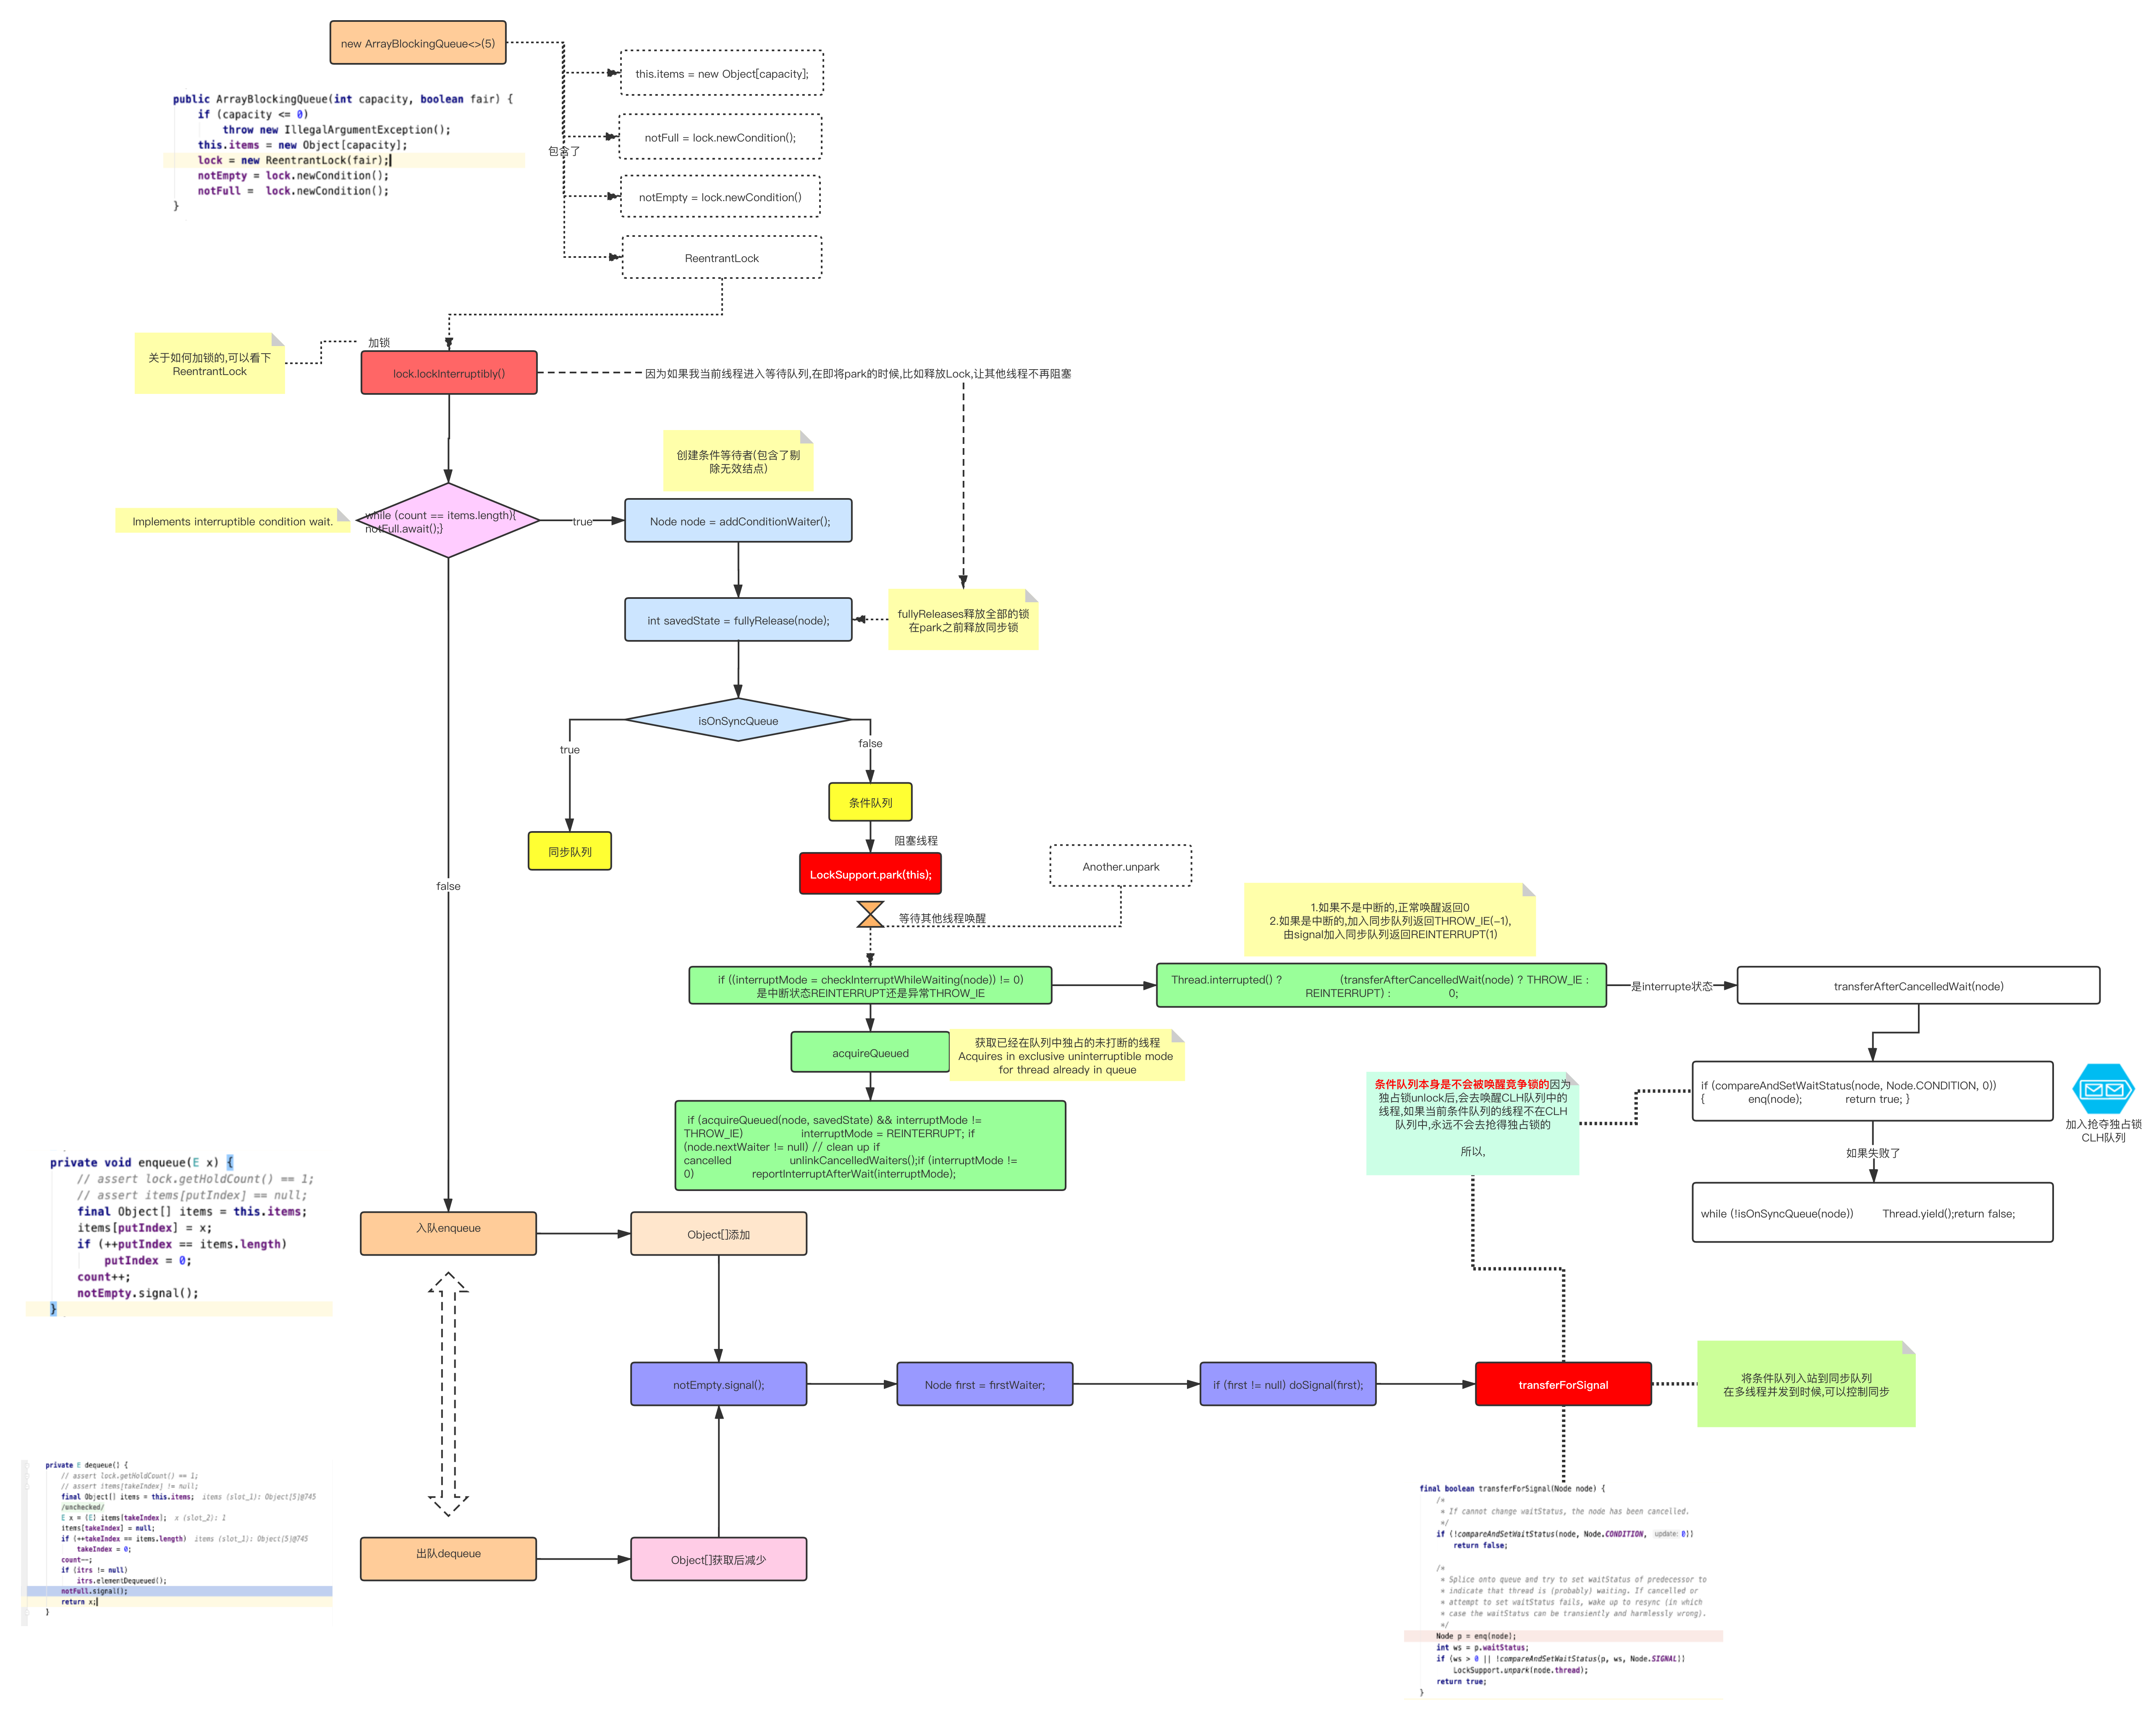 new ArrayBlockingQueue<>(5)
this.items = new Object[capacity];
public ArrayBlockingQueue(int capacity, boolean fair) {
if (capacity <= 0)
throw new IllegalArgumentException();
this.items = new Object[capacity];
lock = new ReentrantLock(fair);
notEmpty = lock.newCondition();
notFull =  lock.newCondition();
}
notFull = lock.newCondition();
包含了
notEmpty = lock.newCondition()
ReentrantLock
加锁
关于如何加锁的,可以看下
ReentrantLock
lock.lockInterruptibly()
因为如果我当前线程进入等待队列,在即将park的时候,比如释放Lock,让其他线程不再阻塞
创建条件等待者(包含了剔
除无效结点)
Implements interruptible condition wait.
while (count == items.length){
notFull.await();}
true
Node node = addConditionWaiter();
int savedState = fullyRelease(node);
fullyReleases释放全部的锁
在park之前释放同步锁
isOnSyncQueue
true
false
条件队列
同步队列
阻塞线程
LockSupport.park(this);
Another.unpark
false
等待其他线程唤醒
1.如果不是中断的,正常唤醒返回0
2.如果是中断的,加入同步队列返回THROW_IE(-1),
由signal加入同步队列返回REINTERRUPT(1)
if ((interruptMode = checkInterruptWhileWaiting(node)) != 0)
是中断状态REINTERRUPT还是异常THROW_IE
Thread.interrupted() ? (transferAfterCancelledWait(node) ? THROW_IE :
REINTERRUPT) : 0;
是interrupte状态
transferAfterCancelledWait(node)
acquireQueued
获取已经在队列中独占的未打断的线程
Acquires in exclusive uninterruptible mode
for thread already in queue
if (compareAndSetWaitStatus(node, Node.CONDITION, 0))
{ enq(node); return true; }
加入抢夺独占锁
CLH队列
条件队列本身是不会被唤醒竞争锁的因为
独占锁unlock后,会去唤醒CLH队列中的
线程,如果当前条件队列的线程不在CLH
队列中,永远不会去抢得独占锁的
所以,
if (acquireQueued(node, savedState) && interruptMode !=
THROW_IE) interruptMode = REINTERRUPT; if
(node.nextWaiter != null) // clean up if
cancelled unlinkCancelledWaiters();if (interruptMode !=
0) reportInterruptAfterWait(interruptMode);
如果失败了
while (!isOnSyncQueue(node)) Thread.yield();return false;
private void enqueue(E x) {
// assert lock.getHoldCount() == 1;
// assert items[putIndex] == null;
final Object[] items = this.items;
items[putIndex] = x;
if (++putIndex == items.length)
putIndex = 0;
count++;
notEmpty.signal();
}
入队enqueue
Object[]添加
notEmpty.signal();
Node first = firstWaiter;
if (first != null) doSignal(first);
transferForSignal
将条件队列入站到同步队列
在多线程并发到时候,可以控制同步
private E dequeue() {
// assert lock.getHoldCount() == 1;
// assert items[takeIndex] != null;
final Object[] items = this.items;  items (slot_1): Object[5]@745
/unchecked/
E x = (E) items[takeIndex];  x (slot_2): 1
items[takeIndex] = null;
if (++takeIndex == items.length)  items (slot_1): Object[5]@745
takeIndex = 0;
count--;
if (itrs != null)
itrs.elementDequeued();
notFull.signal();
return x;
}
出队dequeue
Object[]获取后减少
final boolean transferForSignal(Node node) {
/*
* If cannot change waitStatus, the node has been cancelled.
*/
if (!compareAndSetWaitStatus(node, Node.CONDITION, update: 0))
return false;
/*
* Splice onto queue and try to set waitStatus of predecessor to
* indicate that thread is (probably) waiting. If cancelled or
* attempt to set waitStatus fails, wake up to resync (in which
* case the waitStatus can be transiently and harmlessly wrong).
*/
Node p = enq(node);
int ws = p.waitStatus;
if (ws > 0 || !compareAndSetWaitStatus(p, ws, Node.SIGNAL))
LockSupport.unpark(node.thread);
return true;
}